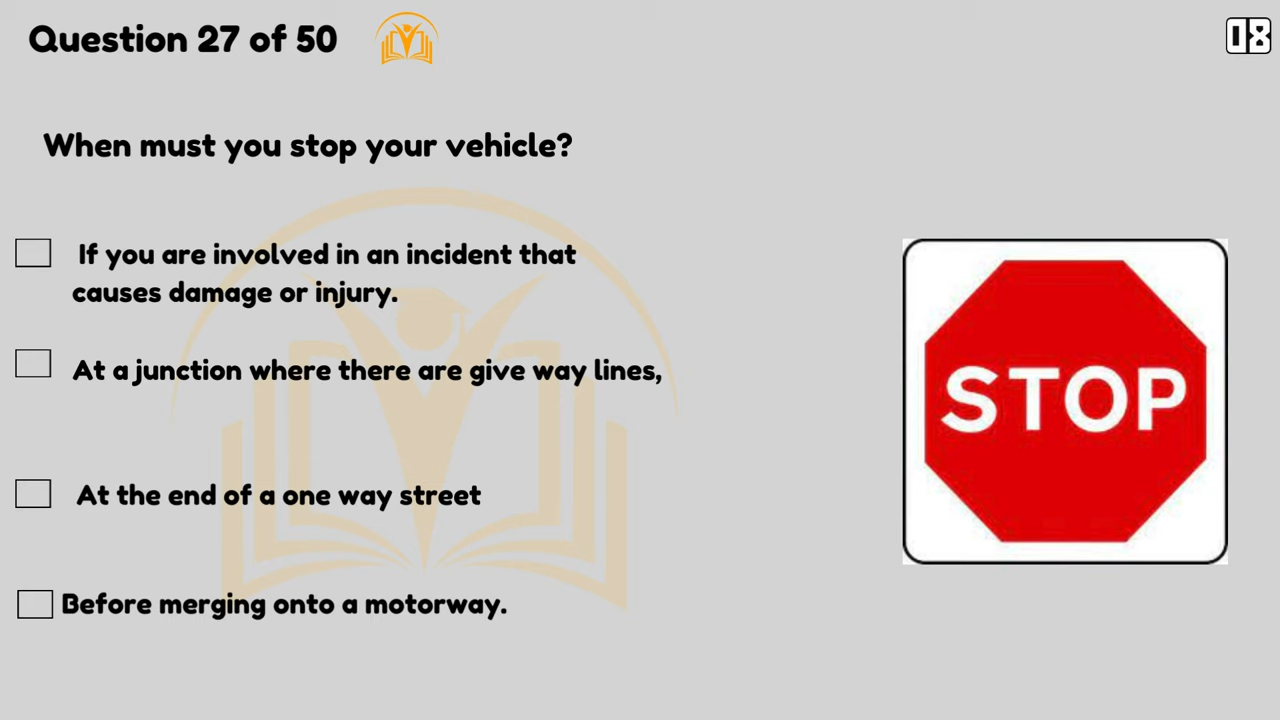 Question 27 of 50
08
When must you stop your vehicle?
If you are involved in an incident that
causes damage or injury.
At a junction where there are give way lines,
STOP
At the end of a one way street
Before merging onto a motorway.